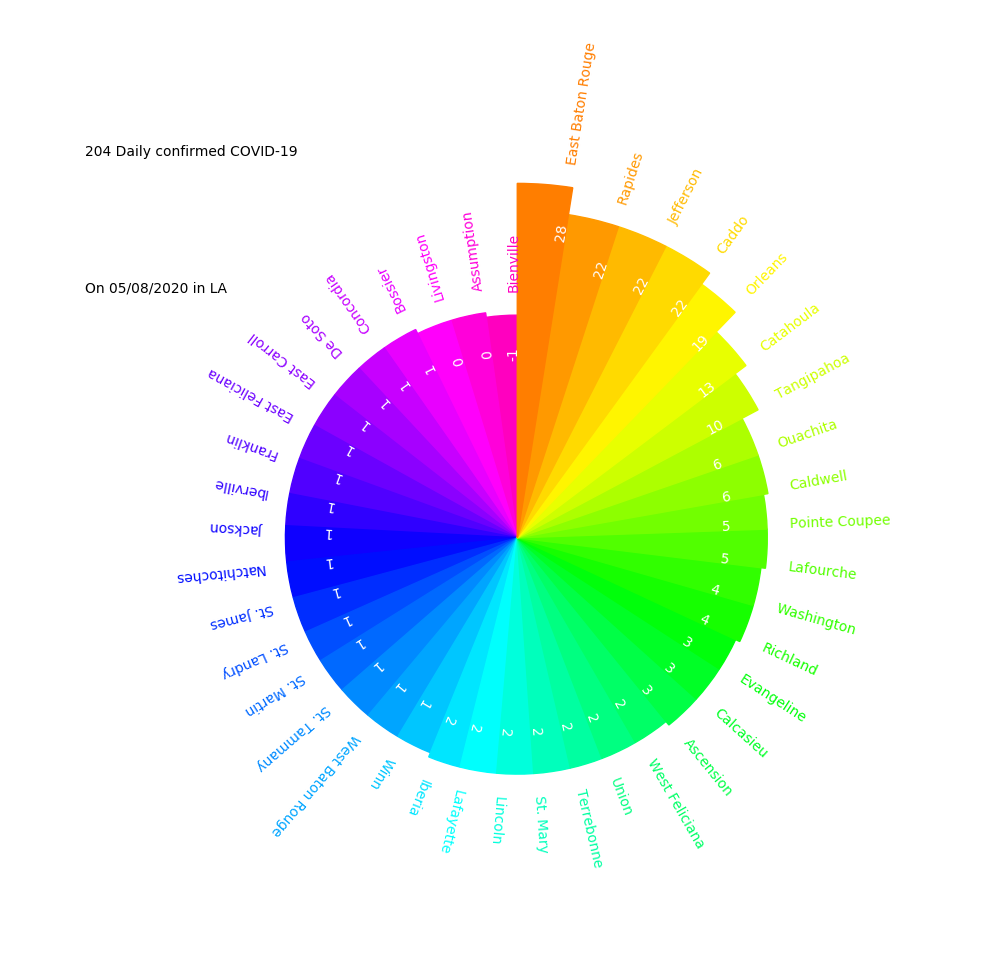 204 Daily confirmed COVID-19
On 05/08/2020 in LA
East Baton Rouge
28
Rapides
22
Jefferson
22
Caddo
22
Orleans
19
Catahoula
13
Tangipahoa
10
Ouachita
6
Caldwell
6
Pointe Coupee
5
Lafourche
5
Washington
4
Richland
4
Evangeline
3
Calcasieu
3
Ascension
3
West Feliciana
2
Union
2
Terrebonne
2
St. Mary
2
Lincoln
2
Lafayette
2
Iberia
2
Winn
1
West Baton Rouge
1
St. Tammany
1
St. Martin
1
St. Landry
1
St. James
1
Natchitoches
1
Jackson
1
Iberville
1
Franklin
1
East Feliciana
1
East Carroll
1
De Soto
1
Concordia
1
Bossier
1
Livingston
0
Assumption
0
Bienville
-1